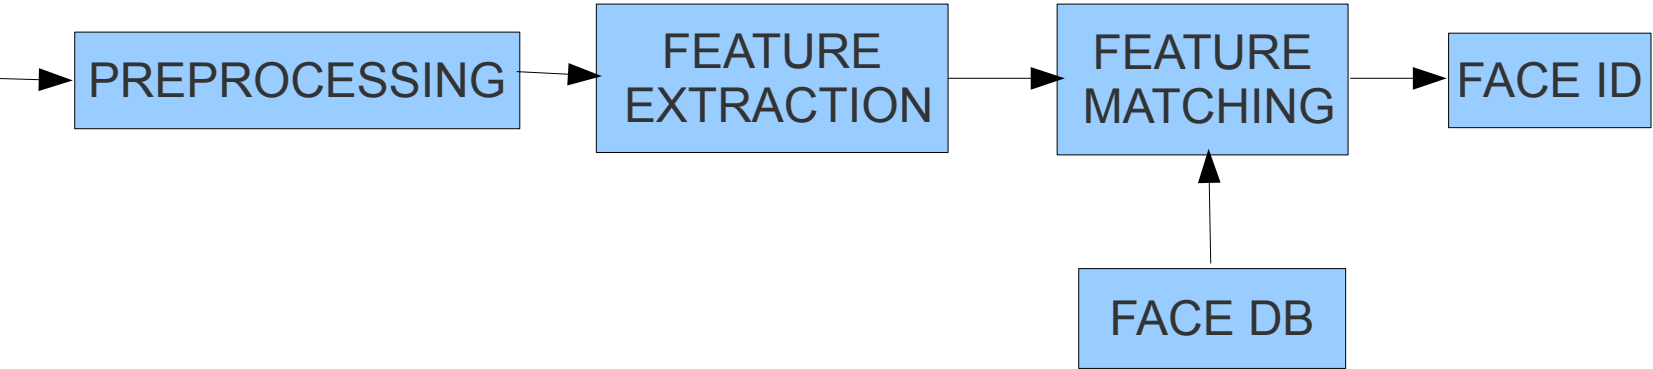 PREPROCESSING
FEATURE
EXTRACTION
FEATURE
MATCHING
FACE ID
FACE DB